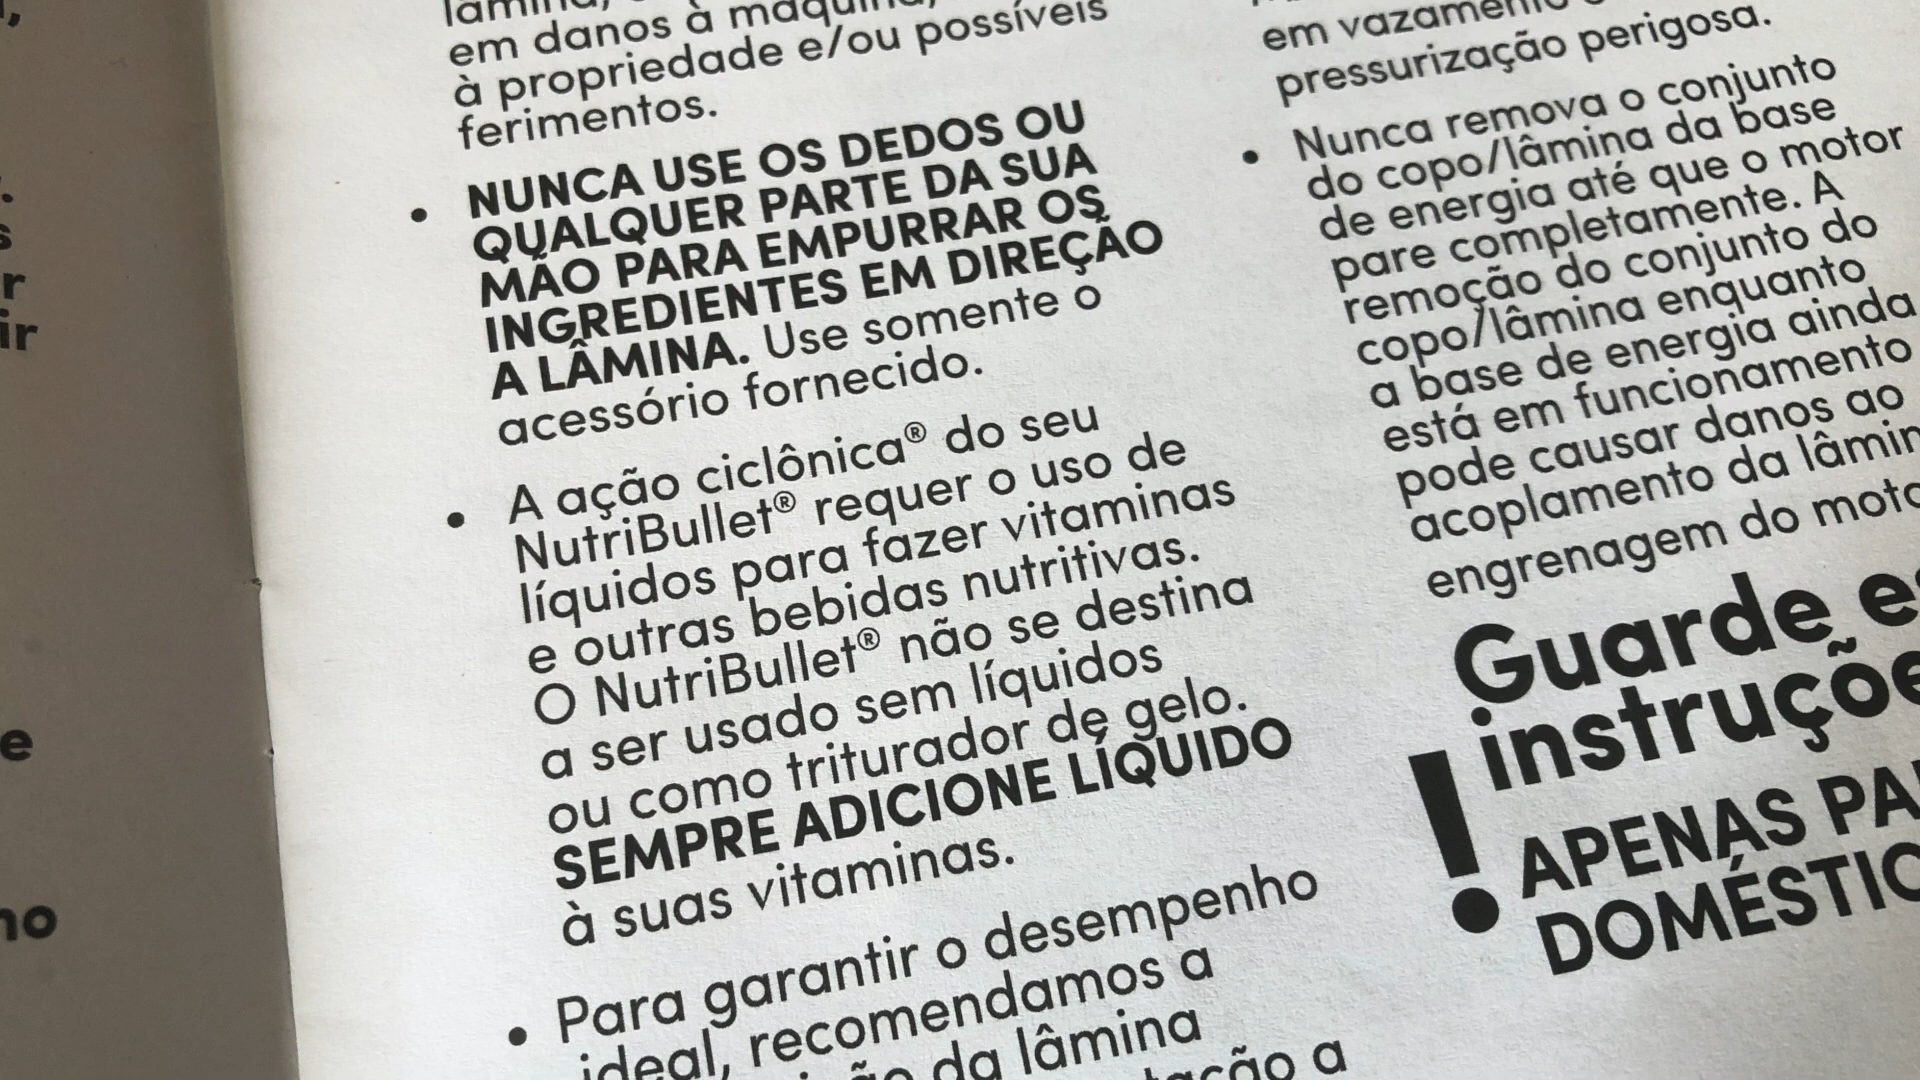 em danos à máquina,
à propriedade e/ou possíveis
ferimentos.
• NUNCA USE OS DEDOS OU
QUALQUER PARTE DA SUA
MÃO PARA EMPURRAR OS
INGREDIENTES EM DIREÇÃO
A LÂMINA. Use somente o
acessório fornecido.
• A ação ciclônica® do seu
NutriBullet® requer o uso de
líquidos para fazer vitaminas
e outras bebidas nutritivas.
O NutriBullet® não se destina
a ser usado sem líquidos
ou como triturador de gelo.
SEMPRE ADICIONE LÍQUIDO
à suas vitaminas.
• Para garantir o desempenho
ideal, recomendamos a
da lâmina
a
em vazamento
pressurização perigosa.
• Nunca remova o conjunto
do copo/lâmina da base
de energia até que o motor
pare completamente. A
remoção do conjunto do
copo/lâmina enquanto
a base de energia ainda
está em funcionamento
pode causar danos ao
acoplamento da
engrenagem do
Guarde
!
APENAS